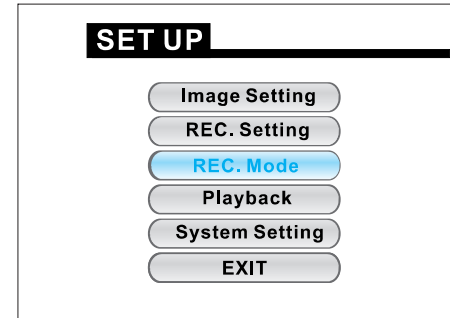 SET UP
Image Setting
REC. Setting
REC. Mode
Playback
System Setting
EXIT